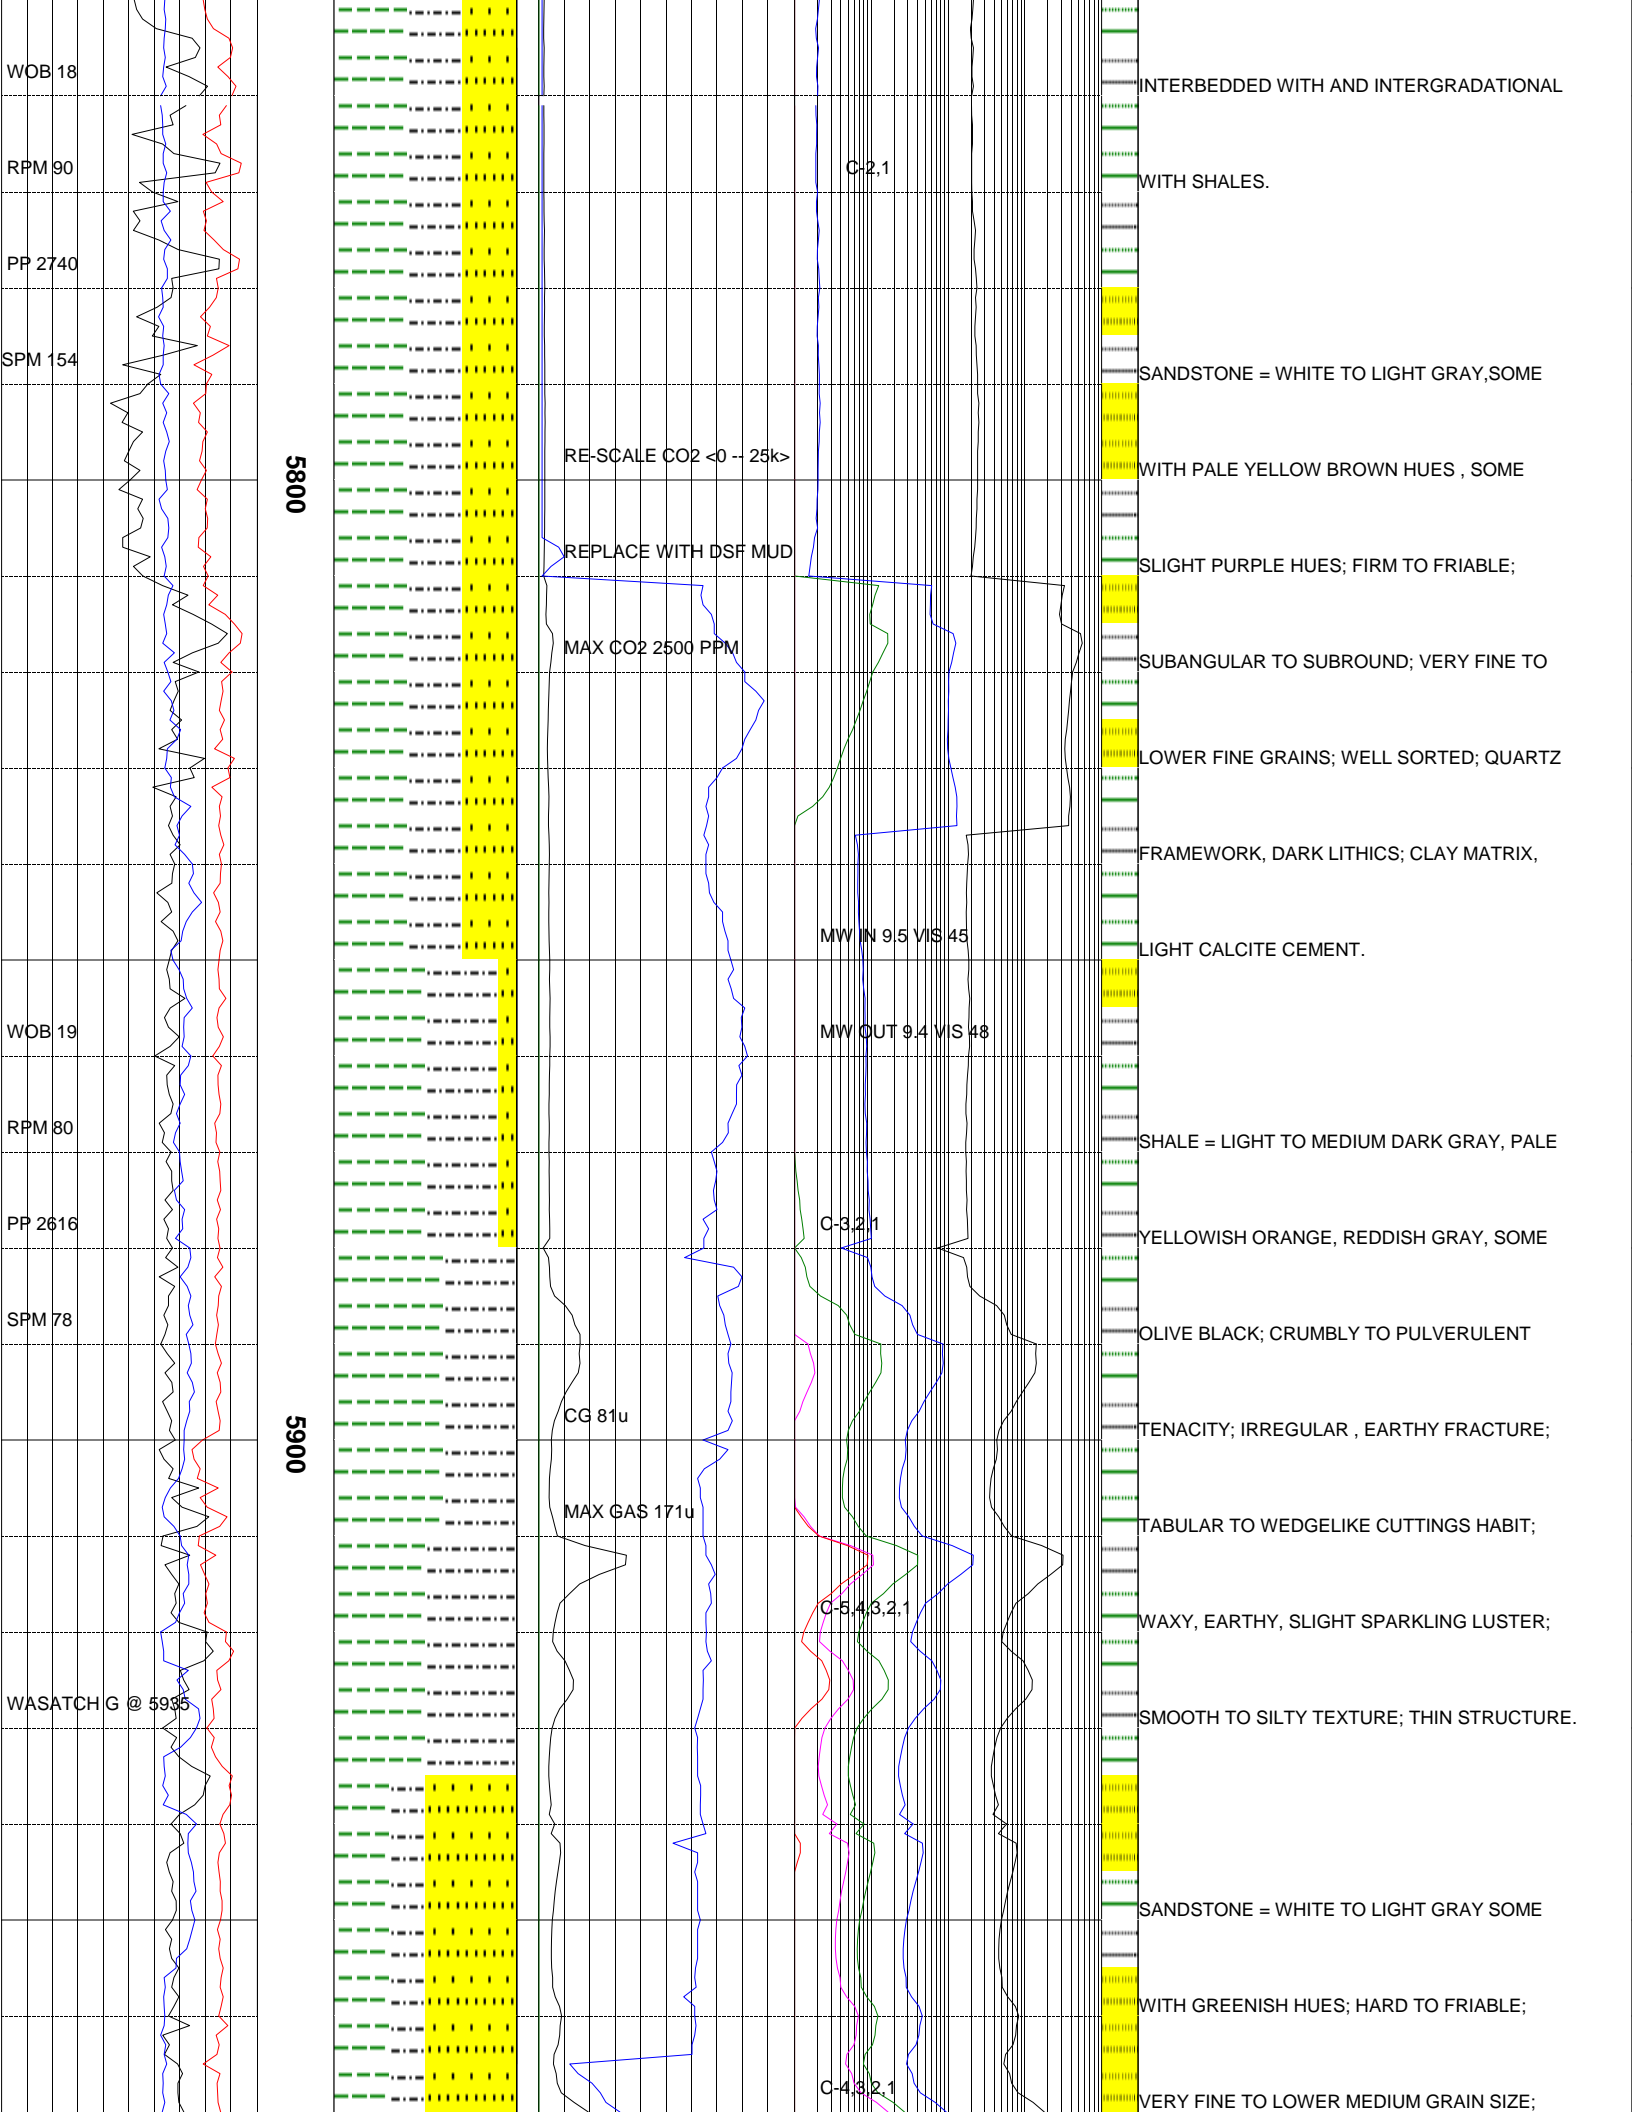 WOB 18
INTERBEDDED WITH AND INTERGRADATIONAL
RPM 90
C-2,1
WITH SHALES.
PP 2740
SPM 154
SANDSTONE = WHITE TO LIGHT GRAY,SOME
5800
RE-SCALE CO2 <0 -- 25k>
WITH PALE YELLOW BROWN HUES , SOME
REPLACE WITH DSF MUD
SLIGHT PURPLE HUES; FIRM TO FRIABLE;
MAX CO2 2500 PPM
SUBANGULAR TO SUBROUND; VERY FINE TO
LOWER FINE GRAINS; WELL SORTED; QUARTZ
FRAMEWORK, DARK LITHICS; CLAY MATRIX,
MW IN 9.5 VIS 45
LIGHT CALCITE CEMENT.
WOB 19
MW OUT 9.4 VIS 48
RPM 80
SHALE = LIGHT TO MEDIUM DARK GRAY, PALE
PP 2616
C-3,2,1
YELLOWISH ORANGE, REDDISH GRAY, SOME
SPM 78
OLIVE BLACK; CRUMBLY TO PULVERULENT
5900
CG 81u
TENACITY; IRREGULAR , EARTHY FRACTURE;
MAX GAS 171u
TABULAR TO WEDGELIKE CUTTINGS HABIT;
C-5,4,3,2,1
WAXY, EARTHY, SLIGHT SPARKLING LUSTER;
WASATCH G @ 5935
SMOOTH TO SILTY TEXTURE; THIN STRUCTURE.
SANDSTONE = WHITE TO LIGHT GRAY SOME
WITH GREENISH HUES; HARD TO FRIABLE;
C-4,3,2,1
VERY FINE TO LOWER MEDIUM GRAIN SIZE;